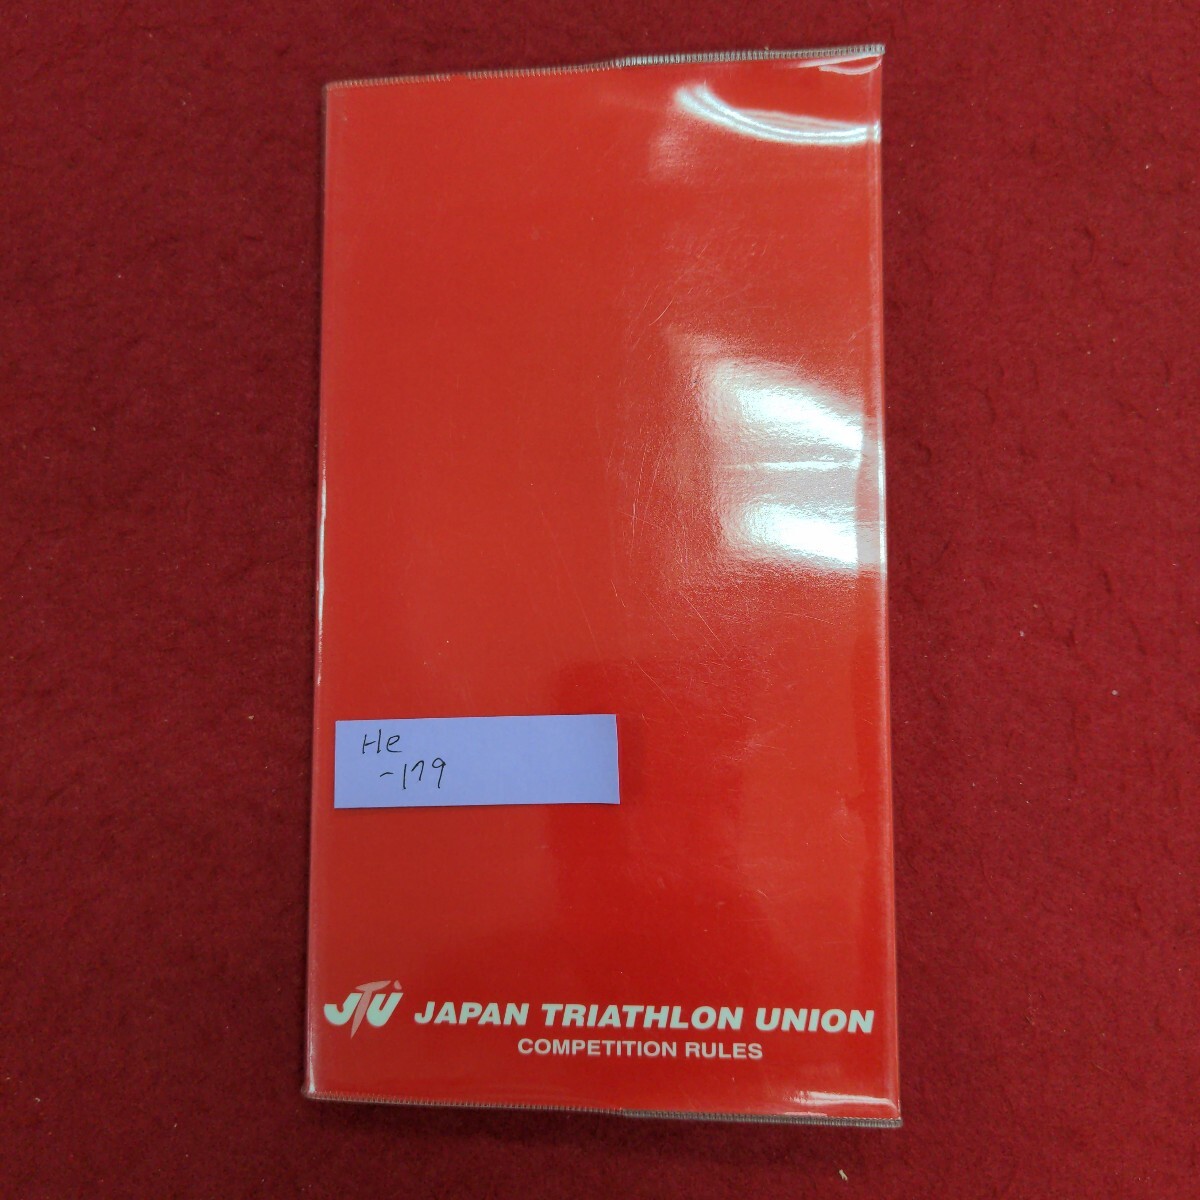 He
-179
JTU JAPAN TRIATHLON UNION
COMPETITION RULES